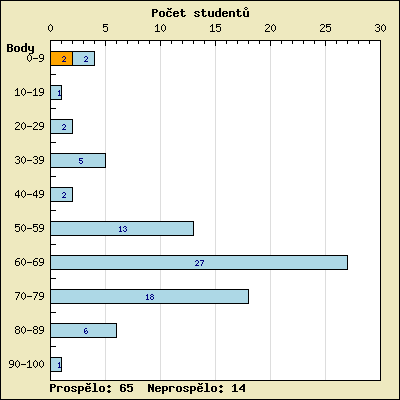 Počet studentů
0 5 10 15 20 25 30
Body
0-9 2 2
10-19 1
20-29 2
30-39 5
40-49 2
50-59 13
60-69 27
70-79 18
80-89 6
90-100 1
Prospělo: 65 Neprospělo: 14